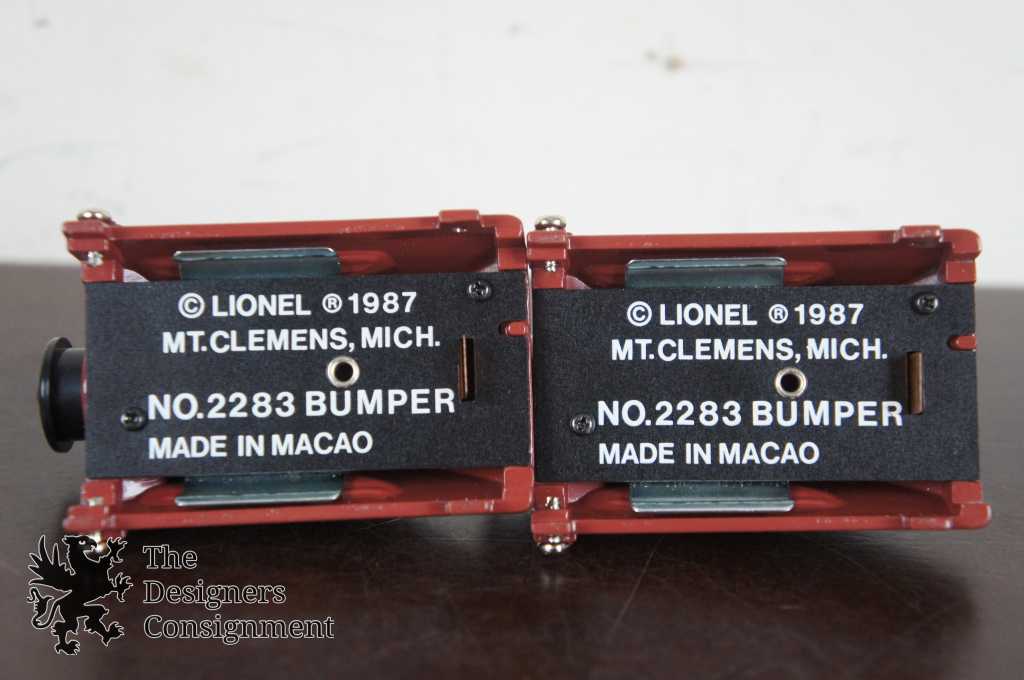 © LIONEL ® 1987
MT.CLEMENS, MICH.
NO.2283 BUMPER
MADE IN MACAO
© LIONEL ® 1987
MT.CLEMENS, MICH.
NO.2283 BUMPER
MADE IN MACAO
The
Designers
Consignment